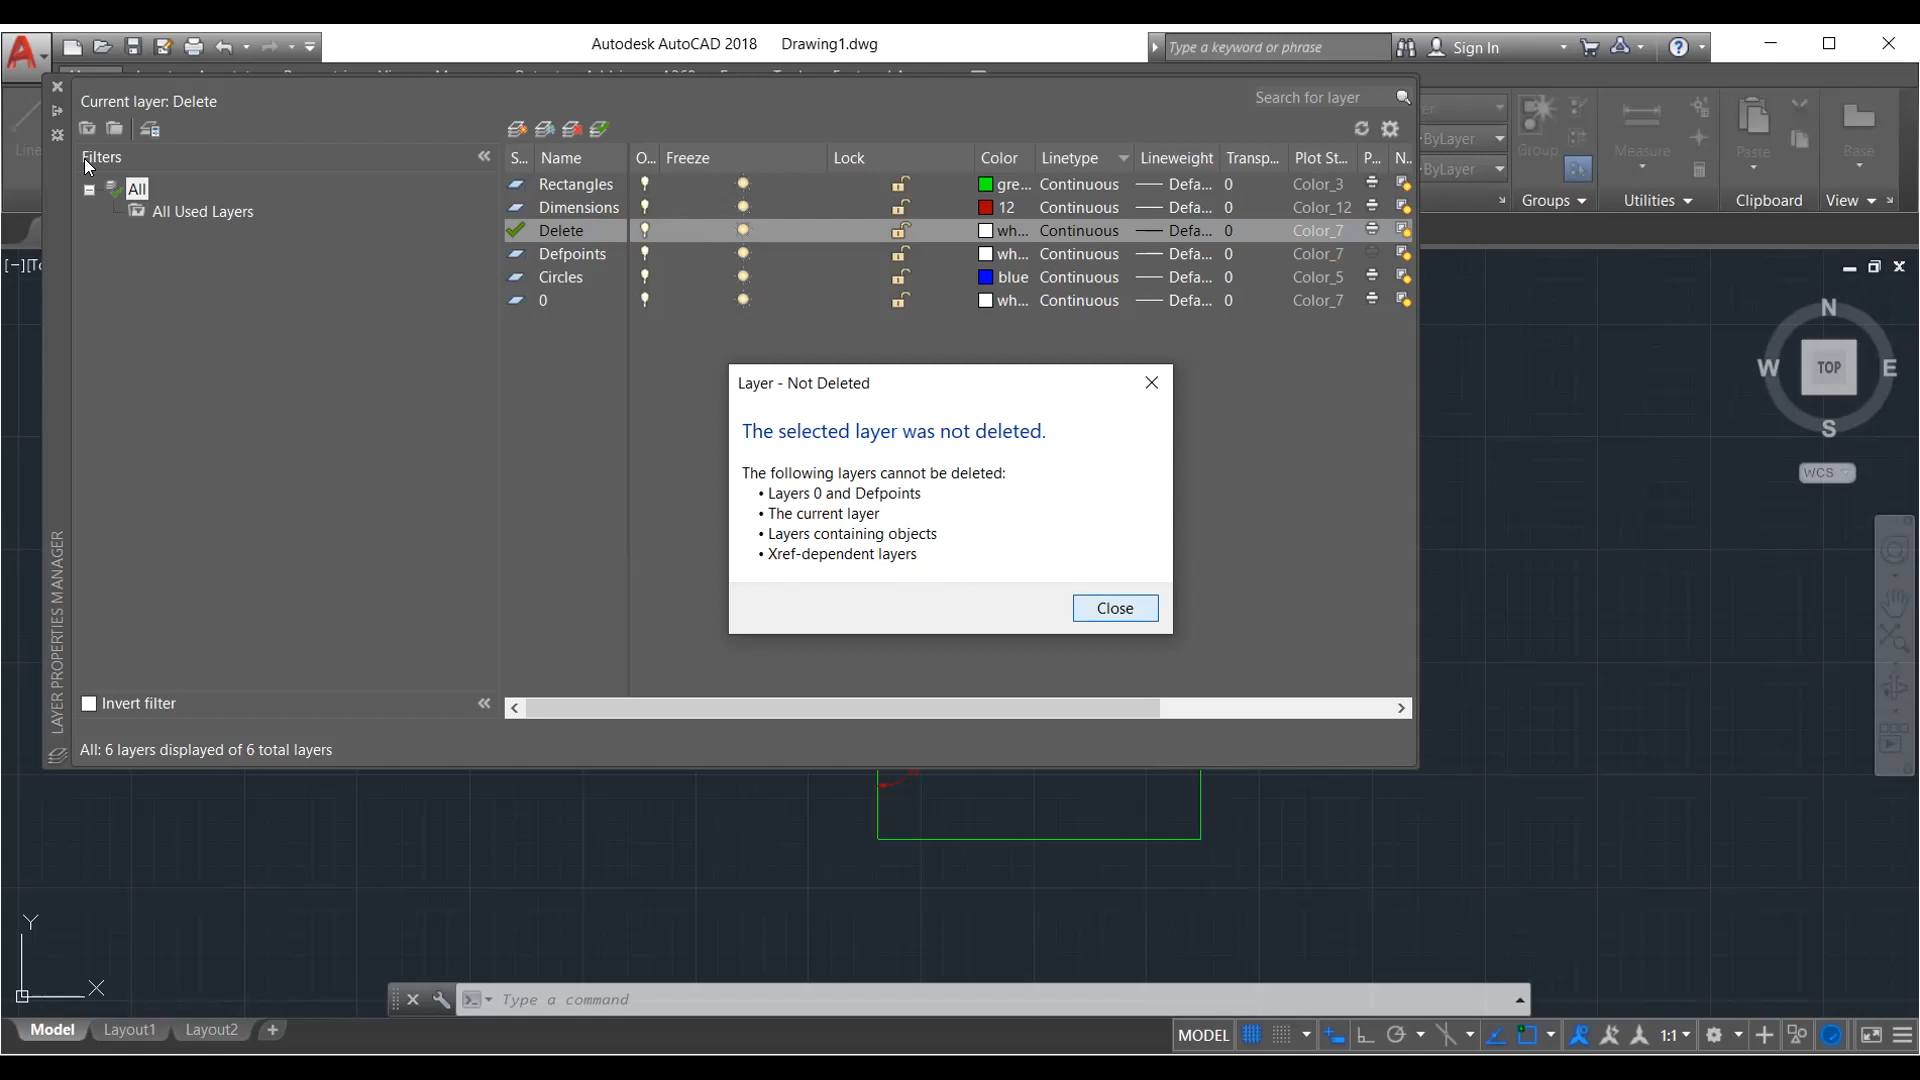 Autodesk AutoCAD 2018 Drawing1.dwg
Type a keyword or phrase
Sign In
Current layer: Delete
Search for layer
Filters
All
All Used Layers
S... Name O... Freeze Lock Color Linetype Lineweight Transp... Plot St... P... N..
Rectangles gre... Continuous Defa... 0 Color_3
Dimensions 12 Continuous Defa... 0 Color_12
Delete wh... Continuous Defa... 0 Color_7
Defpoints wh... Continuous Defa... 0 Color_7
Circles blue Continuous Defa... 0 Color_5
0 wh... Continuous Defa... 0 Color_7
Layer - Not Deleted
The selected layer was not deleted.
The following layers cannot be deleted:
• Layers 0 and Defpoints
• The current layer
• Layers containing objects
• Xref-dependent layers
Close
Invert filter
All: 6 layers displayed of 6 total layers
LAYER PROPERTIES MANAGER
Line
ByLayer
ByLayer
Group
Measure
Paste
Base
Groups
Utilities
Clipboard
View
N
W TOP E
S
WCS
Y
X
Type a command
Model Layout1 Layout2
MODEL 1:1